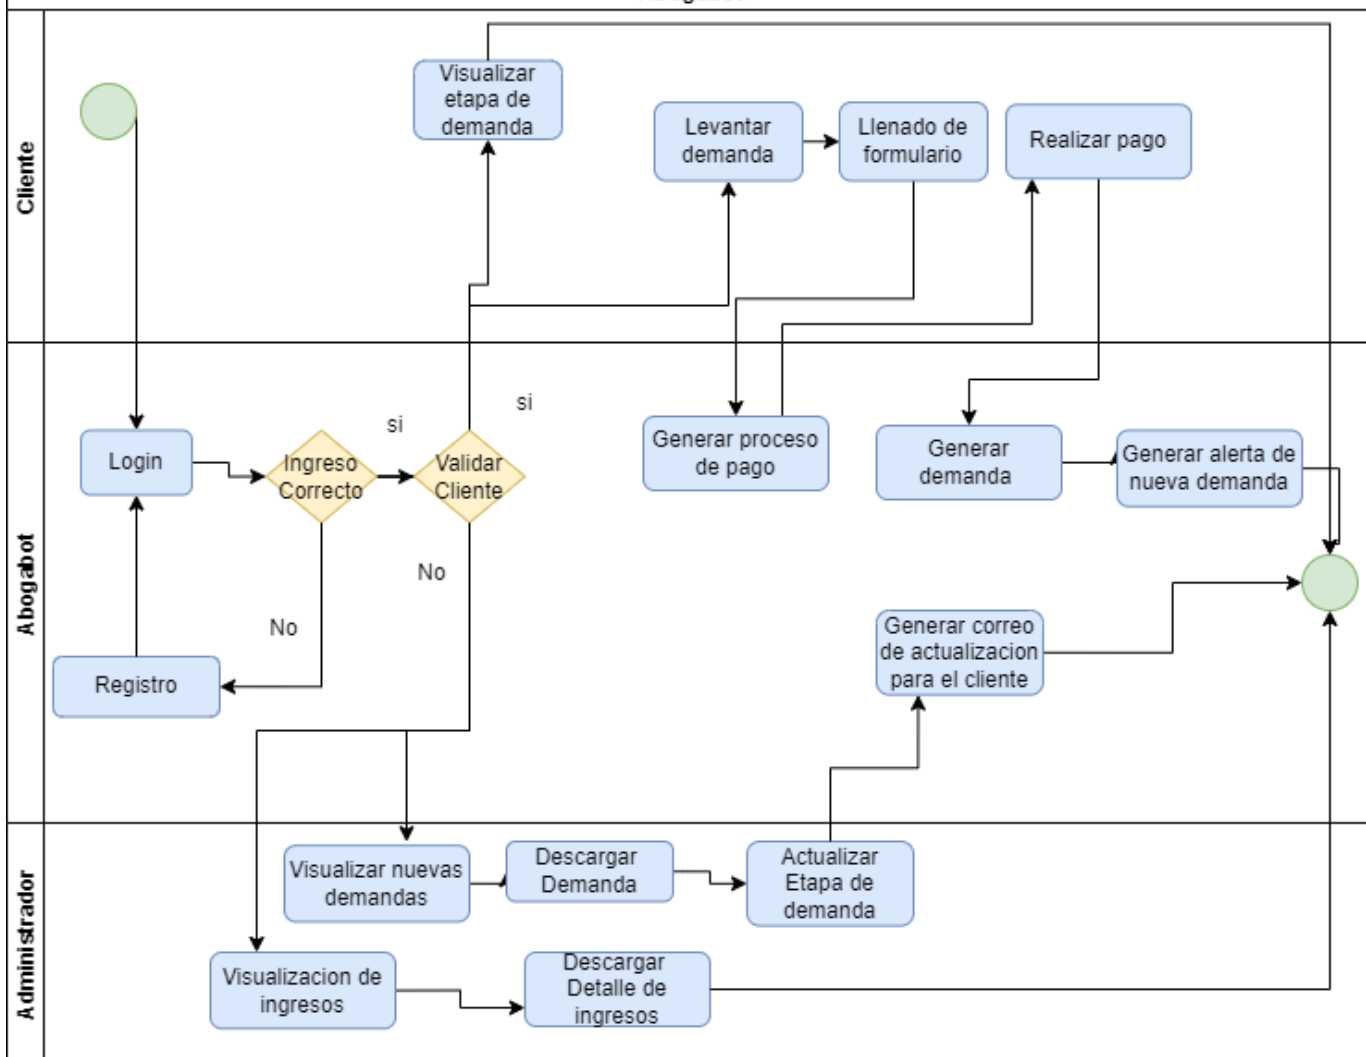 Cliente
Visualizar
etapa de
demanda
Levantar
demanda
Llenado de
formulario
Realizar pago
Abogabot
Login
Ingreso
Correcto
si
Validar
Cliente
si
No
No
Registro
Generar proceso
de pago
Generar
demanda
Generar alerta de
nueva demanda
Generar correo
de actualizacion
para el cliente
Administrador
Visualizar nuevas
demandas
Descargar
Demanda
Actualizar
Etapa de
demanda
Visualizacion de
ingresos
Descargar
Detalle de
ingresos